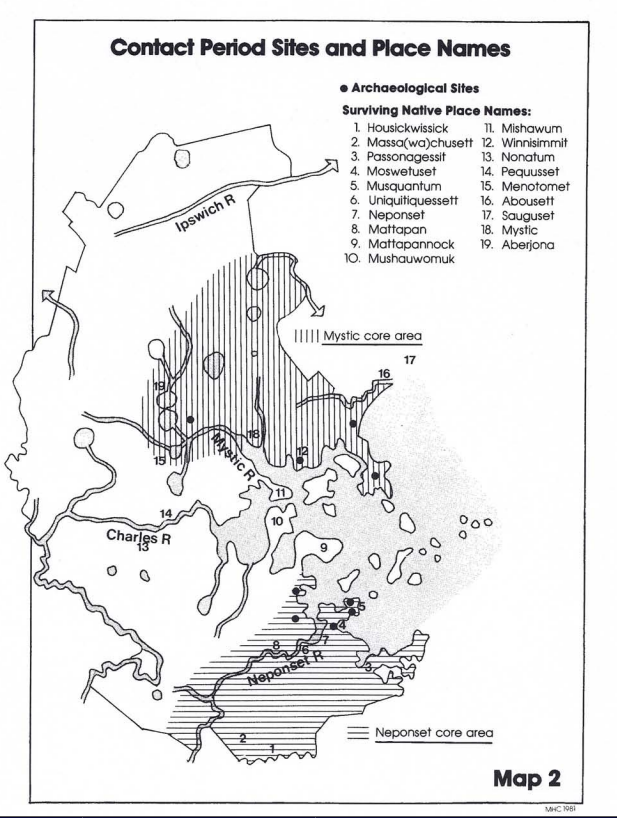 Contact Period Sites and Place Names
● Archaeological Sites
Surviving Native Place Names:
1. Housickwissick
2. Massa(wa)chusett
3. Passonagessit
4. Moswetuset
5. Musquantum
6. Uniquitiquessett
7. Neponset
8. Mattapan
9. Mattapannock
10. Mushauwomuk
11. Mishawum
12. Winnisimmit
13. Nonatum
14. Pequusset
15. Menotomet
16. Abousett
17. Sauguset
18. Mystic
19. Aberjona
Ipswich R
Mystic core area
17
16
19
18
Mystic R
12
15
11
14
10
Charles R
13
9
5
4
7
8
6
Neponset R
3
2
1
Neponset core area
Map 2
MHC 1981